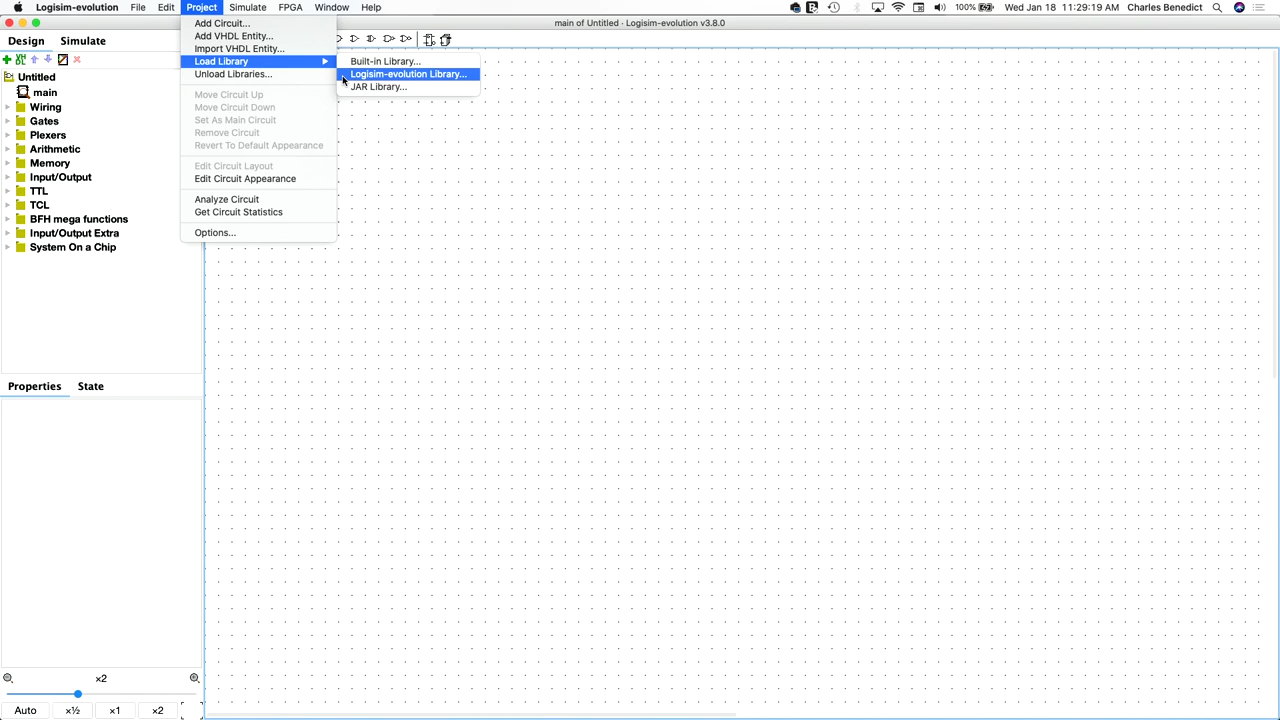 Logisim-evolution File Edit Project Simulate FPGA Window Help 100% Wed Jan 18 11:29:19 AM Charles Benedict
main of Untitled · Logisim-evolution v3.8.0
Design Simulate
Untitled
main
Wiring
Gates
Plexers
Arithmetic
Memory
Input/Output
TTL
TCL
BFH mega functions
Input/Output Extra
System On a Chip
Add Circuit...
Add VHDL Entity...
Import VHDL Entity...
Load Library
Unload Libraries...
Move Circuit Up
Move Circuit Down
Set As Main Circuit
Remove Circuit
Revert To Default Appearance
Edit Circuit Layout
Edit Circuit Appearance
Analyze Circuit
Get Circuit Statistics
Options...
Built-in Library...
Logisim-evolution Library...
JAR Library...
Properties State
x2
Auto x½ x1 x2